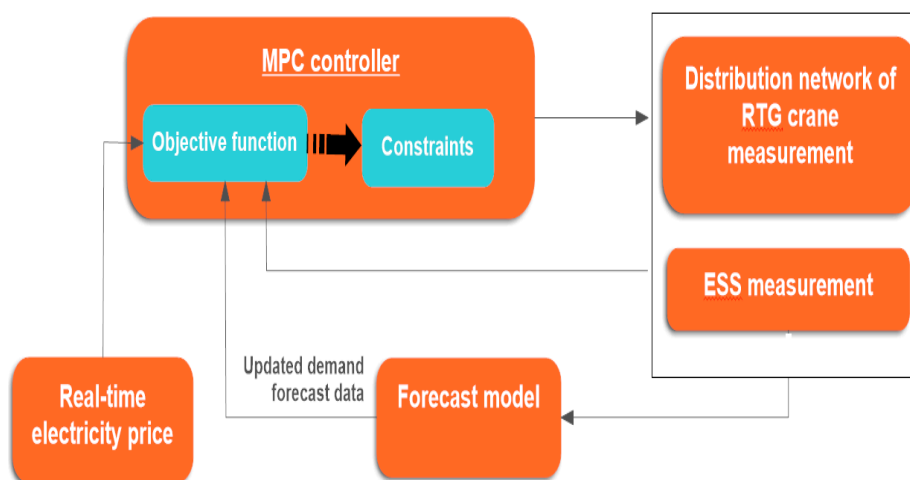 MPC controller
Objective function
Constraints
Distribution network of
RTG crane
measurement
ESS measurement
Updated demand
forecast data
Forecast model
Real-time
electricity price